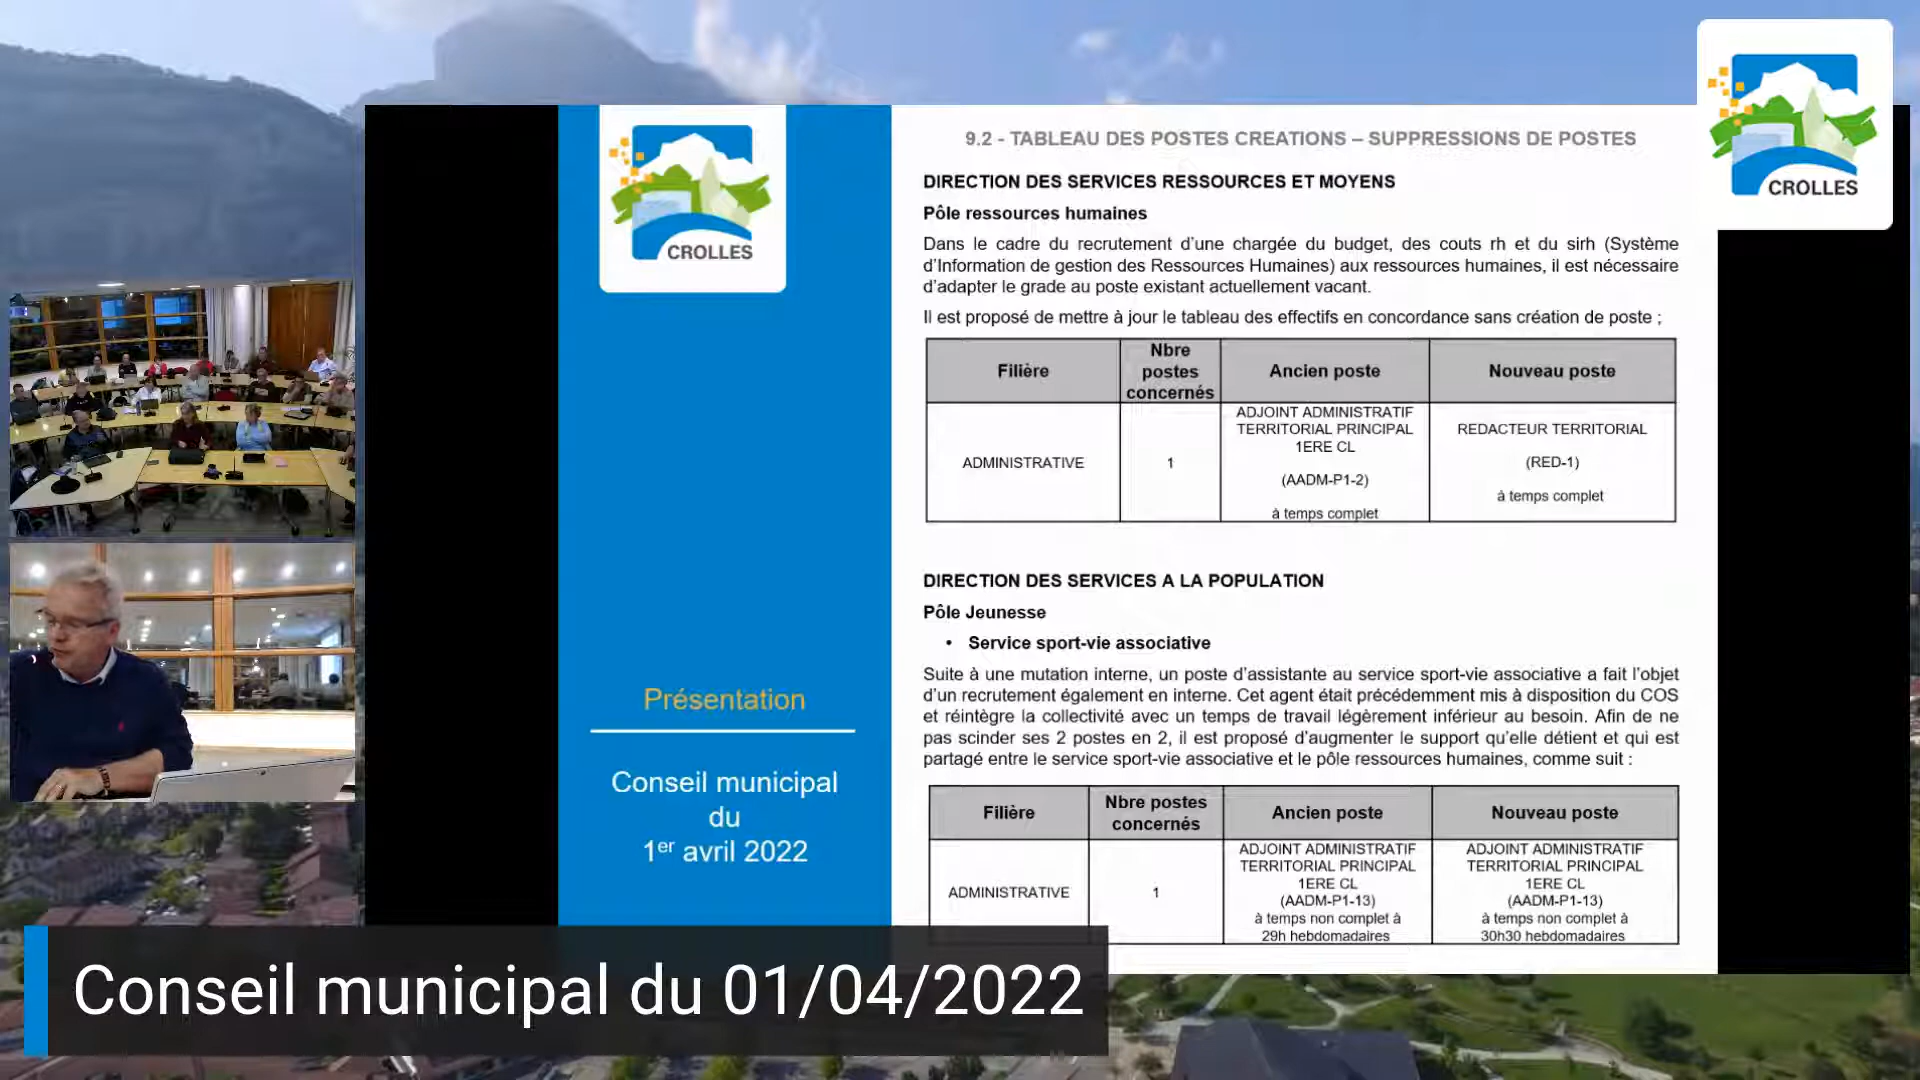 CROLLES
CROLLES
Présentation
Conseil municipal
du
1er avril 2022
9.2 - TABLEAU DES POSTES CREATIONS – SUPPRESSIONS DE POSTES
DIRECTION DES SERVICES RESSOURCES ET MOYENS
Pôle ressources humaines
Dans le cadre du recrutement d'une chargée du budget, des couts rh et du sirh (Système
d'Information de gestion des Ressources Humaines) aux ressources humaines, il est nécessaire
d'adapter le grade au poste existant actuellement vacant.
Il est proposé de mettre à jour le tableau des effectifs en concordance sans création de poste ;
Filière
Nbre
postes
concernés
Ancien poste
Nouveau poste
ADMINISTRATIVE
1
ADJOINT ADMINISTRATIF
TERRITORIAL PRINCIPAL
1ERE CL
(AADM-P1-2)
à temps complet
REDACTEUR TERRITORIAL
(RED-1)
à temps complet
DIRECTION DES SERVICES A LA POPULATION
Pôle Jeunesse
• Service sport-vie associative
Suite à une mutation interne, un poste d'assistante au service sport-vie associative a fait l'objet
d'un recrutement également en interne. Cet agent était précédemment mis à disposition du COS
et réintègre la collectivité avec un temps de travail légèrement inférieur au besoin. Afin de ne
pas scinder ses 2 postes en 2, il est proposé d'augmenter le support qu'elle détient et qui est
partagé entre le service sport-vie associative et le pôle ressources humaines, comme suit :
Filière
Nbre postes
concernés
Ancien poste
Nouveau poste
ADMINISTRATIVE
1
ADJOINT ADMINISTRATIF
TERRITORIAL PRINCIPAL
1ERE CL
(AADM-P1-13)
à temps non complet à
29h hebdomadaires
ADJOINT ADMINISTRATIF
TERRITORIAL PRINCIPAL
1ERE CL
(AADM-P1-13)
à temps non complet à
30h30 hebdomadaires
Conseil municipal du 01/04/2022